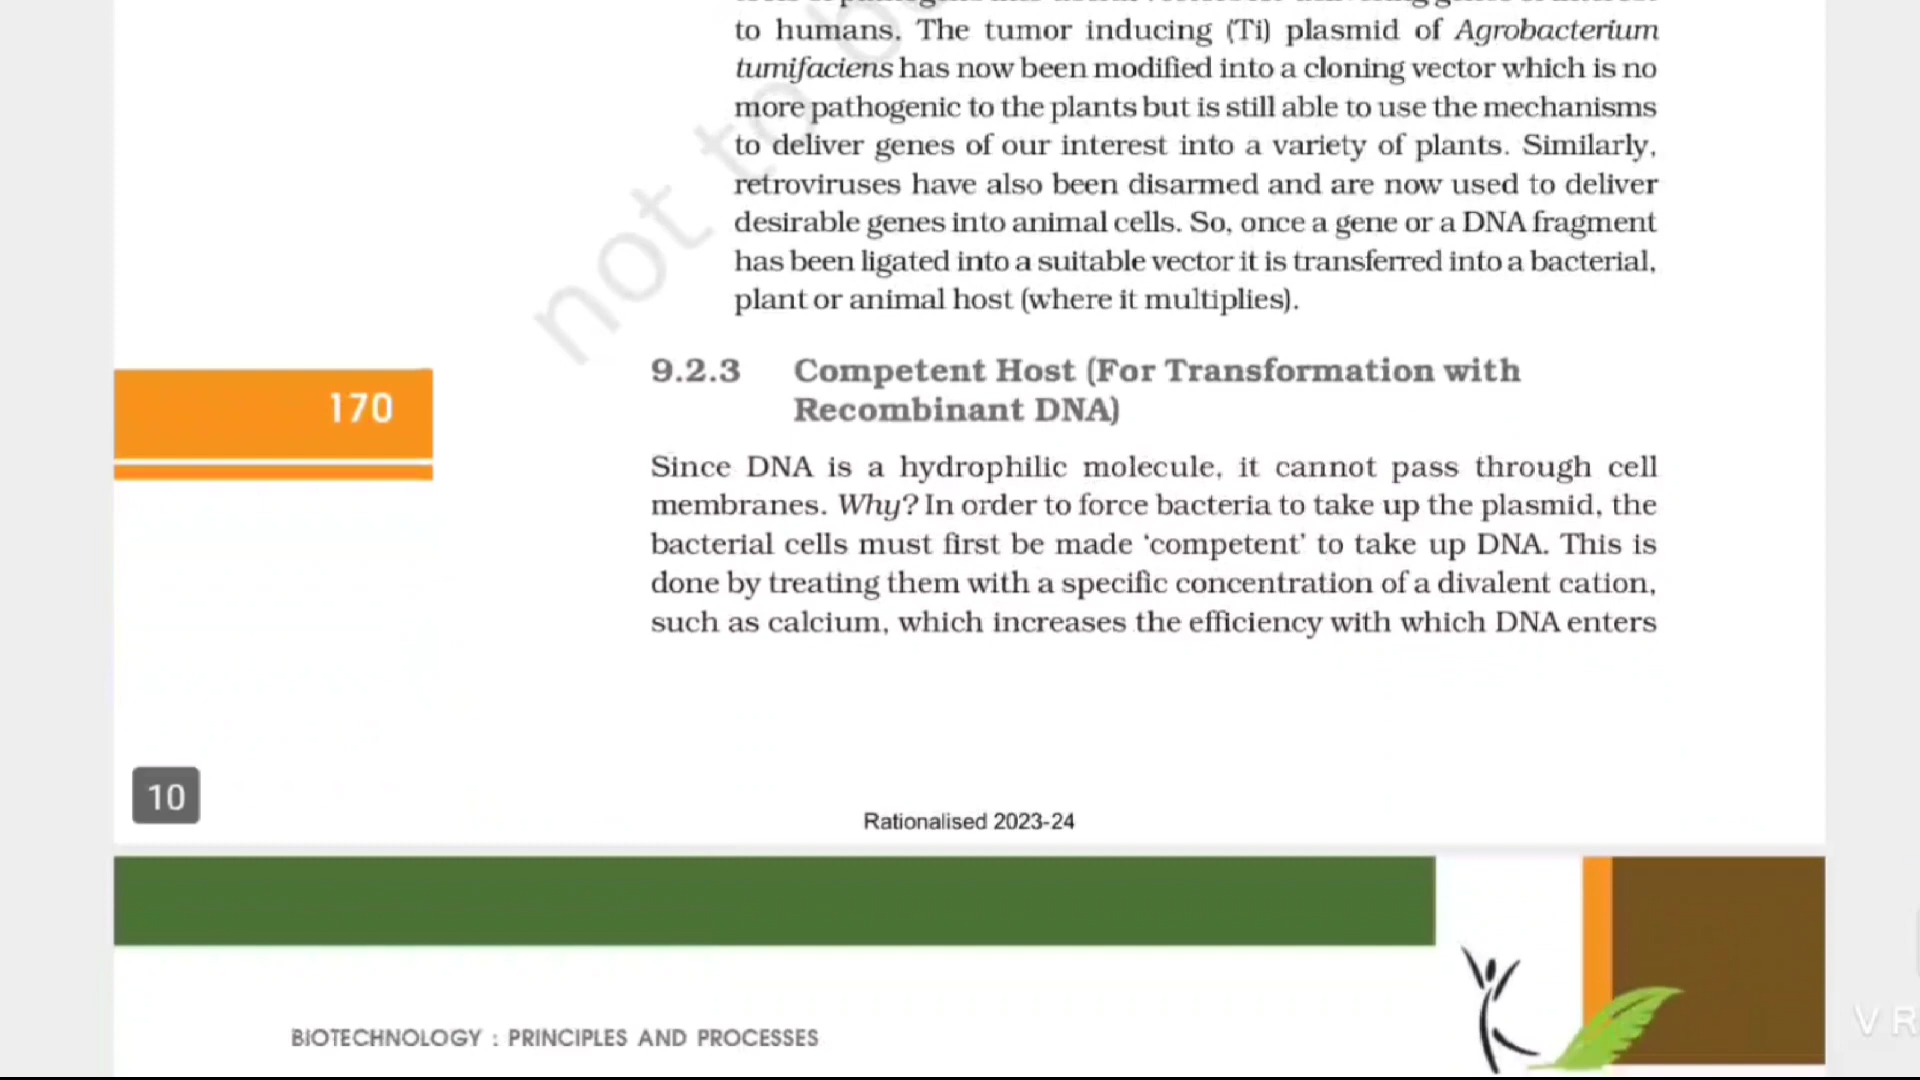 to humans. The tumor inducing (Ti) plasmid of Agrobacterium
tumifaciens has now been modified into a cloning vector which is no
more pathogenic to the plants but is still able to use the mechanisms
to deliver genes of our interest into a variety of plants. Similarly,
retroviruses have also been disarmed and are now used to deliver
desirable genes into animal cells. So, once a gene or a DNA fragment
has been ligated into a suitable vector it is transferred into a bacterial,
plant or animal host (where it multiplies).
not to b
9.2.3 Competent Host (For Transformation with
Recombinant DNA)
170
Since DNA is a hydrophilic molecule, it cannot pass through cell
membranes. Why? In order to force bacteria to take up the plasmid, the
bacterial cells must first be made ‘competent’ to take up DNA. This is
done by treating them with a specific concentration of a divalent cation,
such as calcium, which increases the efficiency with which DNA enters
10
Rationalised 2023-24
BIOTECHNOLOGY : PRINCIPLES AND PROCESSES
V R